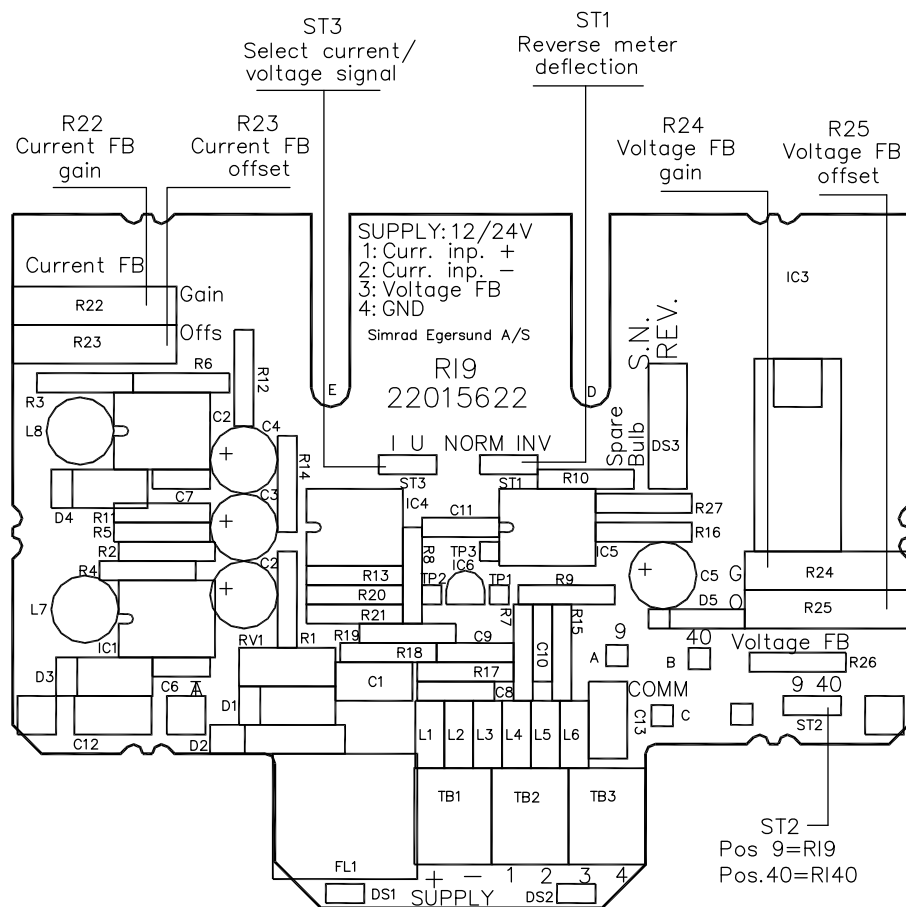 ST3
Select current/
voltage signal
ST1
Reverse meter
deflection
R22
Current FB
gain
R23
Current FB
offset
R24
Voltage FB
gain
R25
Voltage FB
offset
SUPPLY: 12/24V
1: Curr. inp. +
2: Curr. inp. −
3: Voltage FB
4: GND
Simrad Egersund A/S
RI9
22015622
Current FB
R22
Gain
R23
Offs
IC3
S.N.
REV.
E
D
R6
R12
R3
L8
C2
C4
I U
NORM INV
Spare
Bulb
DS3
ST3
ST1
R10
R14
C7
D4
R11
C3
IC4
C11
R27
R5
R16
R2
R8
TP3
IC5
IC6
R4
C2
R13
TP2
TP1
R9
C5
G
R24
L7
R20
R7
R15
D5
O
R25
IC1
R21
R19
RV1
R1
C9
C10
9
40
Voltage FB
A
B
R18
R26
D3
C6
A
C1
R17
C8
COMM
9 40
D1
C13
C
ST2
C12
D2
L1
L2
L3
L4
L5
L6
TB1
TB2
TB3
FL1
ST2
Pos 9=RI9
Pos.40=RI40
+ − 1 2 3 4
DS1
SUPPLY
DS2